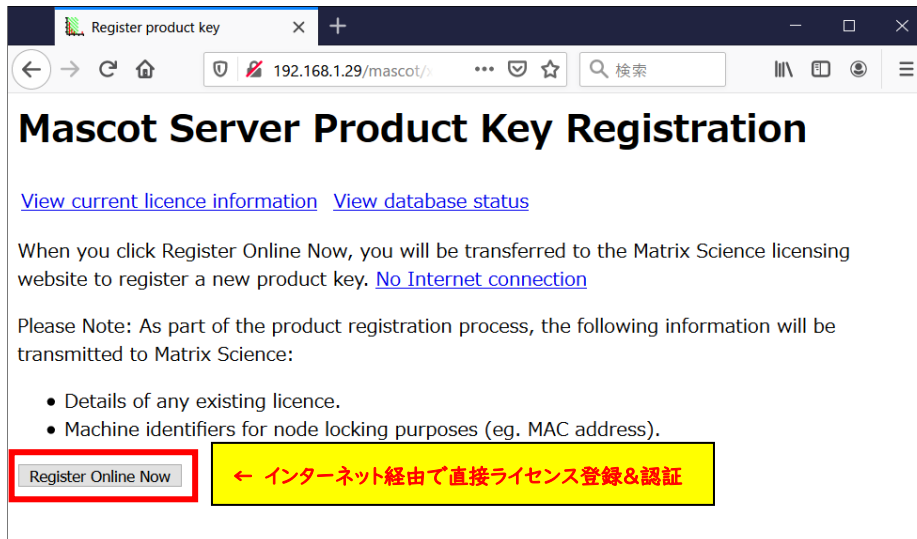 Register product key
192.168.1.29/mascot/
検索
Mascot Server Product Key Registration
View current licence information View database status
When you click Register Online Now, you will be transferred to the Matrix Science licensing
website to register a new product key. No Internet connection
Please Note: As part of the product registration process, the following information will be
transmitted to Matrix Science:
• Details of any existing licence.
• Machine identifiers for node locking purposes (eg. MAC address).
Register Online Now
← インターネット経由で直接ライセンス登録&認証